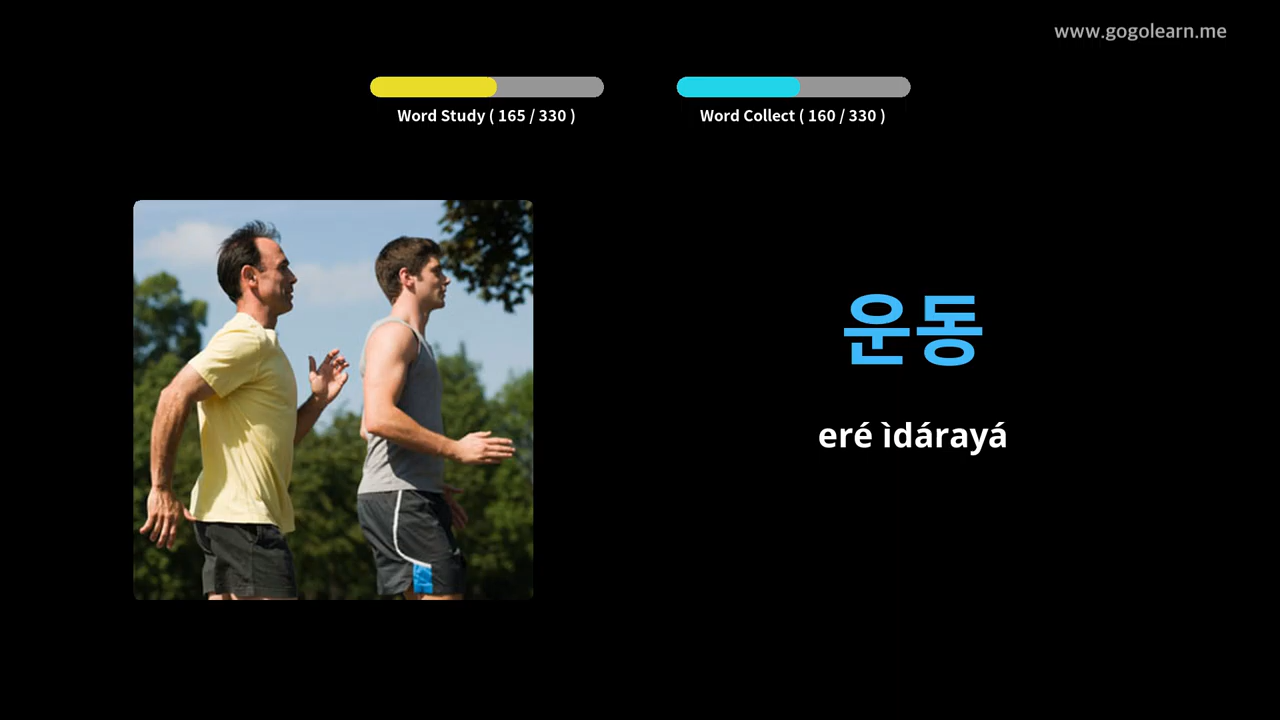 www.gogolearn.me
Word Study ( 165 / 330 )
Word Collect ( 160 / 330 )
운동
eré ìdárayá